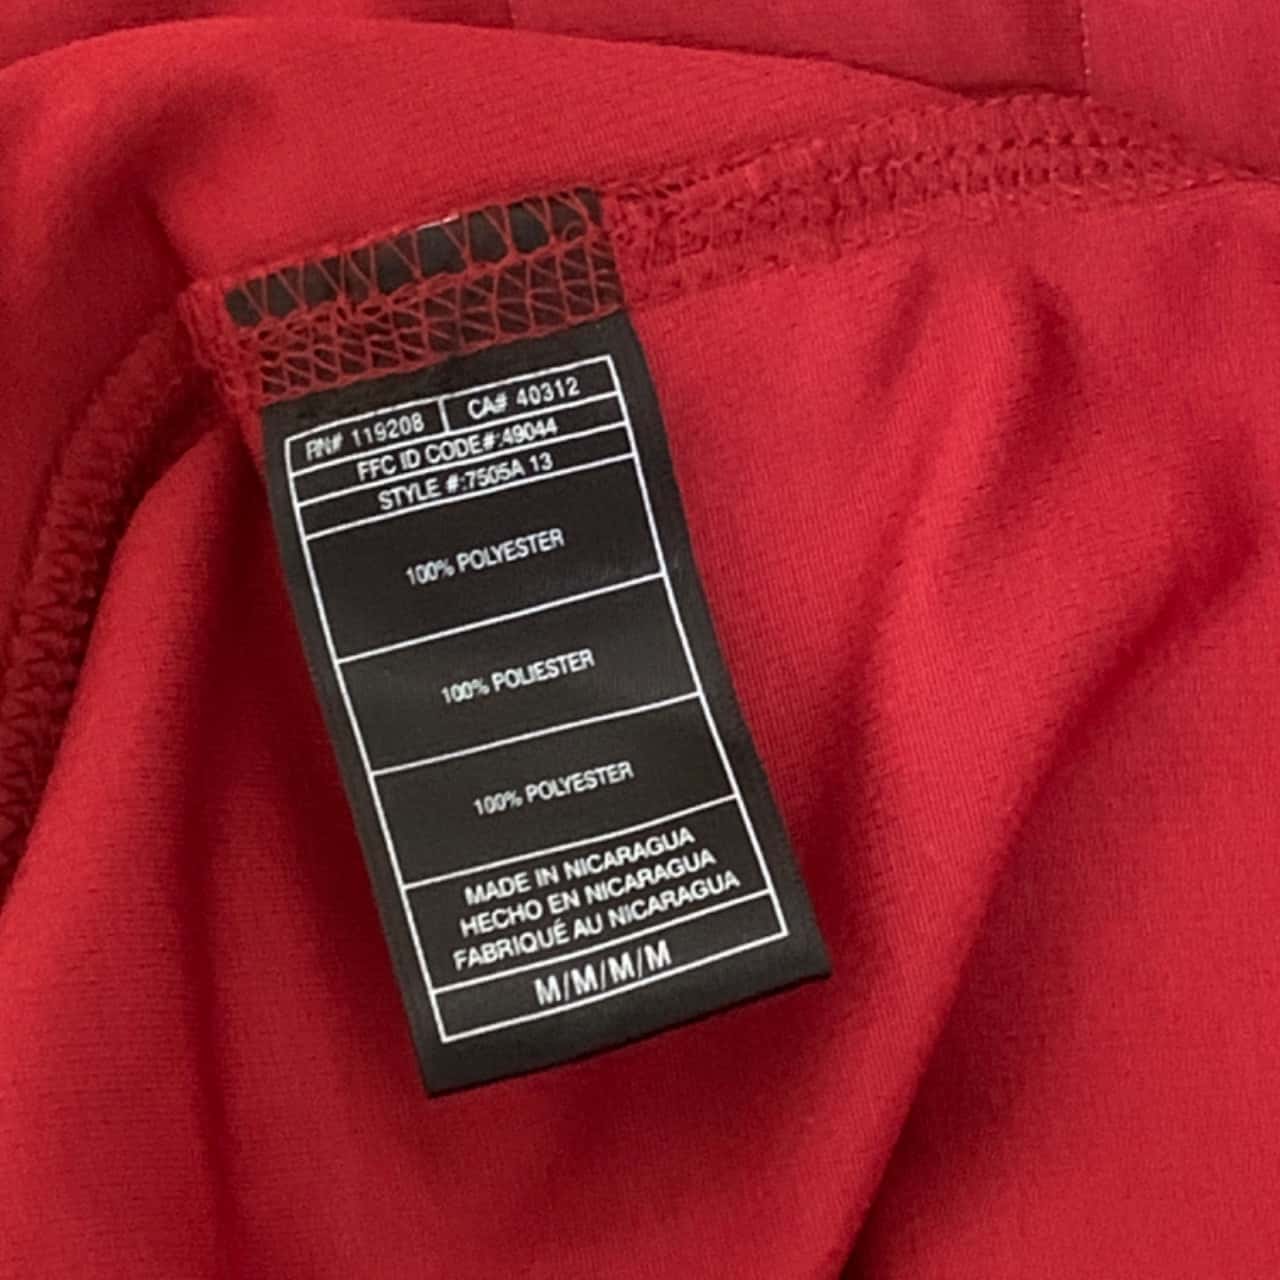 RN# 119208 CA# 40312
FFC ID CODE#:49044
STYLE #:7505A 13
100% POLYESTER
100% POLIESTER
100% POLYESTER
MADE IN NICARAGUA
HECHO EN NICARAGUA
FABRIQUÉ AU NICARAGUA
M/M/M/M